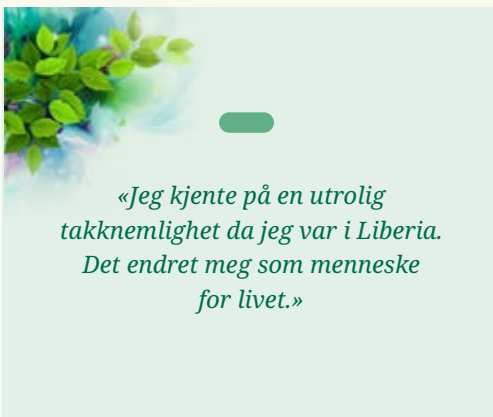 «Jeg kjente på en utrolig
takknemlighet da jeg var i Liberia.
Det endret meg som menneske
for livet.»